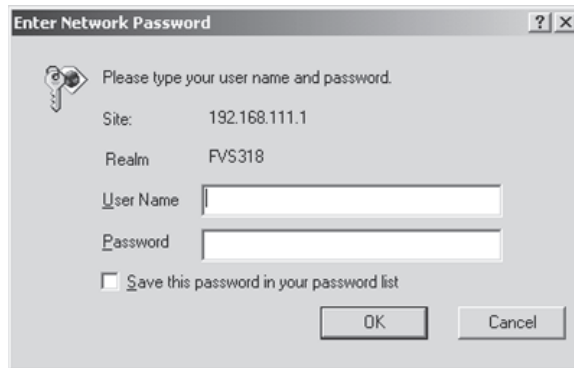 Enter Network Password
? ×
Please type your user name and password.
Site: 192.168.111.1
Realm FVS318
User Name
Password
Save this password in your password list
OK Cancel